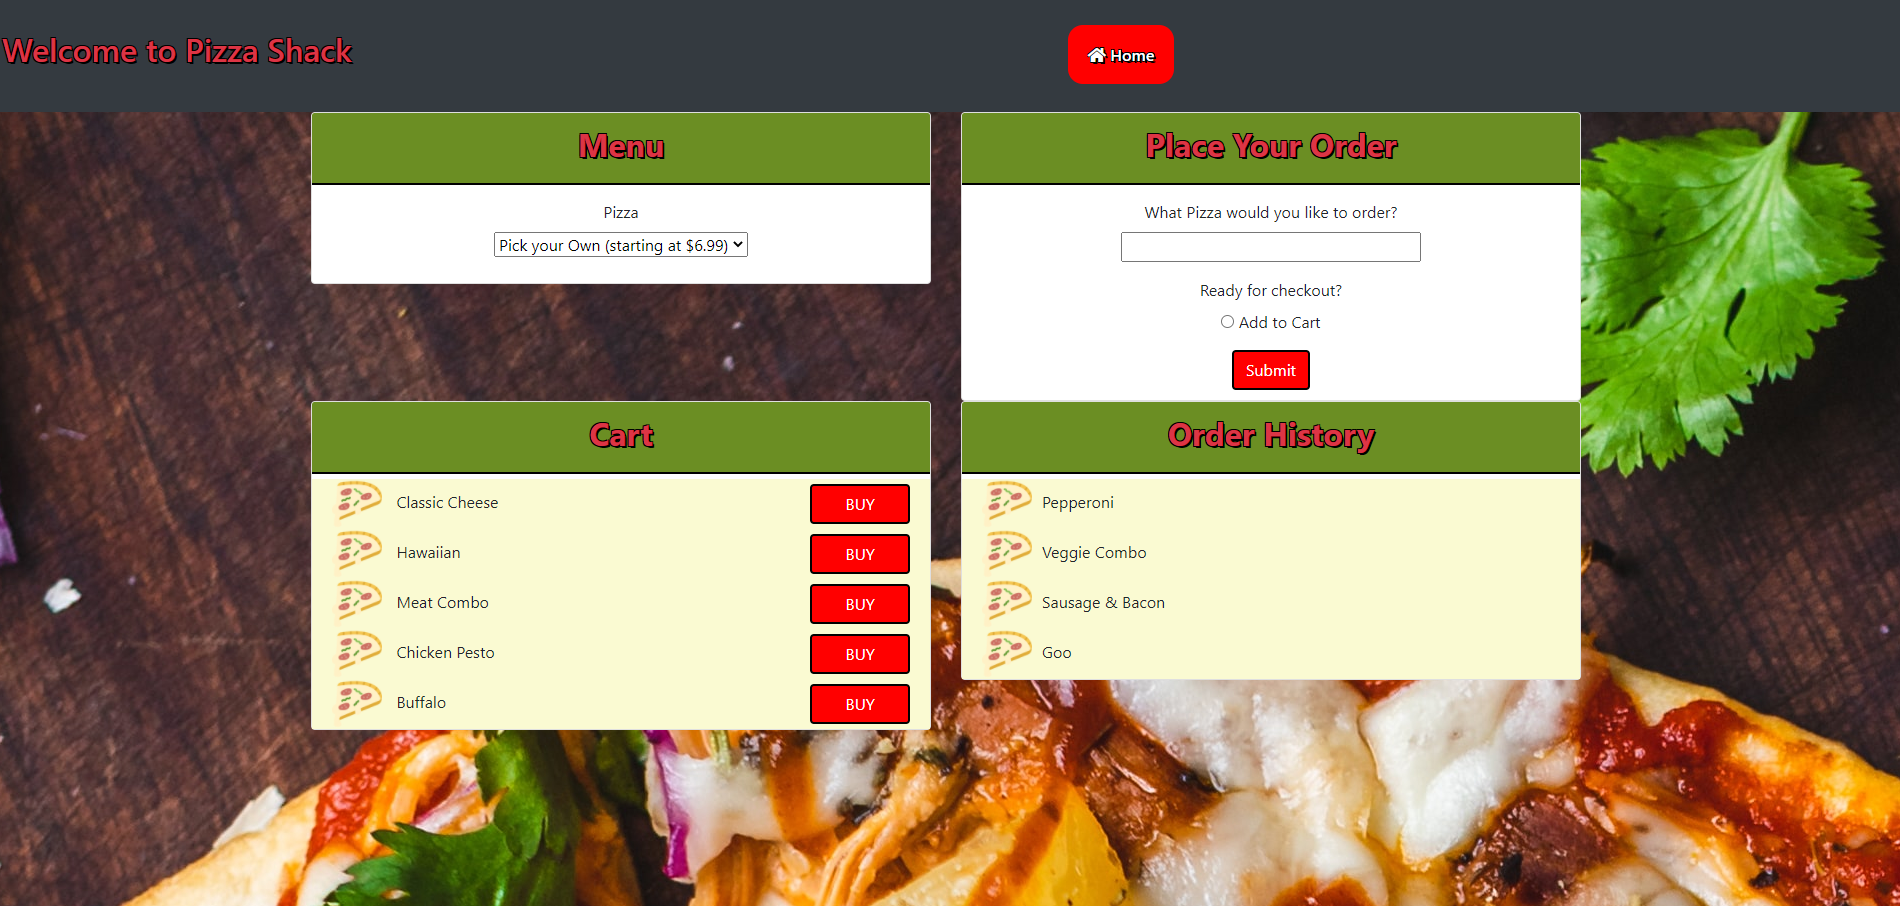 Welcome to Pizza Shack
Home
Menu
Pizza
Pick your Own (starting at $6.99)
Place Your Order
What Pizza would you like to order?
Ready for checkout?
Add to Cart
Submit
Cart
Classic Cheese BUY
Hawaiian BUY
Meat Combo BUY
Chicken Pesto BUY
Buffalo BUY
Order History
Pepperoni
Veggie Combo
Sausage & Bacon
Goo